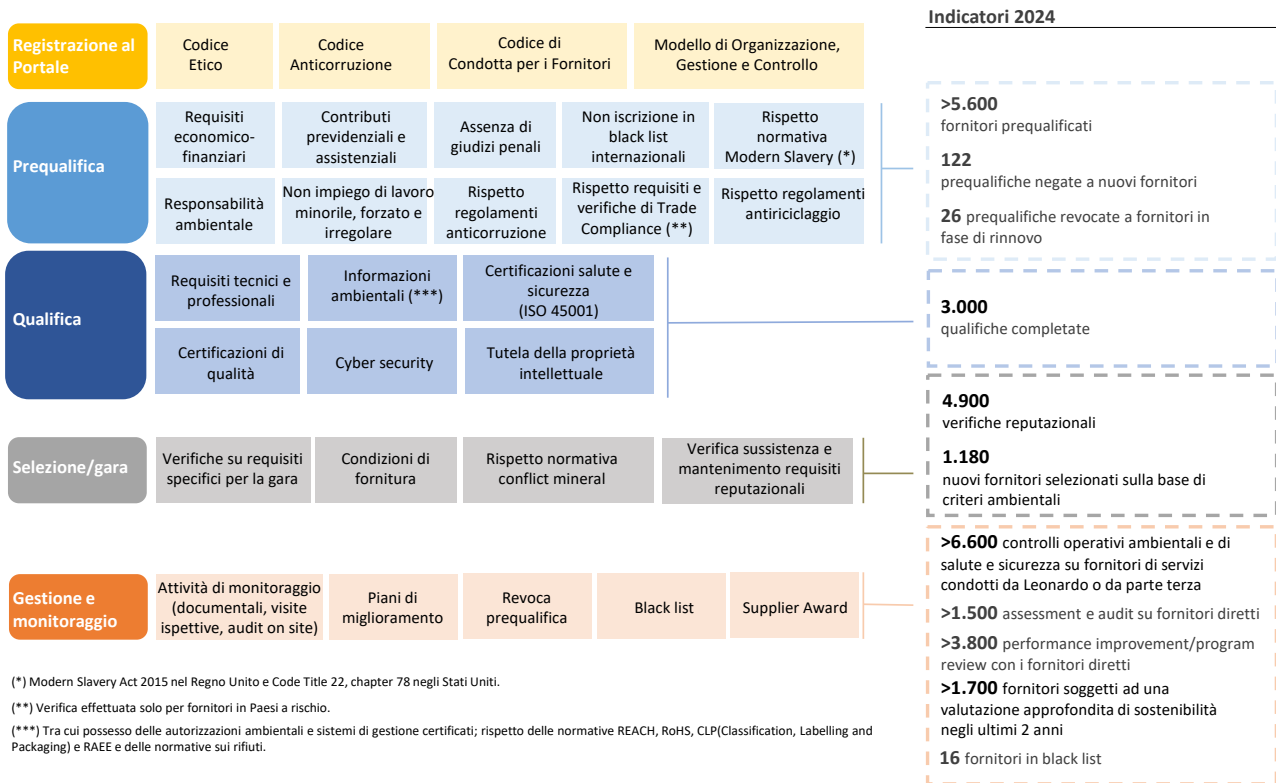 Indicatori 2024
Registrazione al
Portale
Codice
Etico
Codice
Anticorruzione
Codice di
Condotta per i Fornitori
Modello di Organizzazione,
Gestione e Controllo
Prequalifica
Requisiti
economico-
finanziari
Contributi
previdenziali e
assistenziali
Assenza di
giudizi penali
Non iscrizione in
black list
internazionali
Rispetto
normativa
Modern Slavery (*)
Responsabilità
ambientale
Non impiego di lavoro
minorile, forzato e
irregolare
Rispetto
regolamenti
anticorruzione
Rispetto requisiti e
verifiche di Trade
Compliance (**)
Rispetto regolamenti
antiriciclaggio
>5.600
fornitori prequalificati
122
prequalifiche negate a nuovi fornitori
26 prequalifiche revocate a fornitori in
fase di rinnovo
Qualifica
Requisiti tecnici e
professionali
Informazioni
ambientali (***)
Certificazioni salute e
sicurezza
(ISO 45001)
Certificazioni di
qualità
Cyber security
Tutela della proprietà
intellettuale
3.000
qualifiche completate
Selezione/gara
Verifiche su requisiti
specifici per la gara
Condizioni di
fornitura
Rispetto normativa
conflict mineral
Verifica sussistenza e
mantenimento requisiti
reputazionali
4.900
verifiche reputazionali
1.180
nuovi fornitori selezionati sulla base di
criteri ambientali
Gestione e
monitoraggio
Attività di monitoraggio
(documentali, visite
ispettive, audit on site)
Piani di
miglioramento
Revoca
prequalifica
Black list
Supplier Award
>6.600 controlli operativi ambientali e di
salute e sicurezza su fornitori di servizi
condotti da Leonardo o da parte terza
>1.500 assessment e audit su fornitori diretti
>3.800 performance improvement/program
review con i fornitori diretti
>1.700 fornitori soggetti ad una
valutazione approfondita di sostenibilità
negli ultimi 2 anni
16 fornitori in black list
(*) Modern Slavery Act 2015 nel Regno Unito e Code Title 22, chapter 78 negli Stati Uniti.
(**) Verifica effettuata solo per fornitori in Paesi a rischio.
(***) Tra cui possesso delle autorizzazioni ambientali e sistemi di gestione certificati; rispetto delle normative REACH, RoHS, CLP(Classification, Labelling and
Packaging) e RAEE e delle normative sui rifiuti.